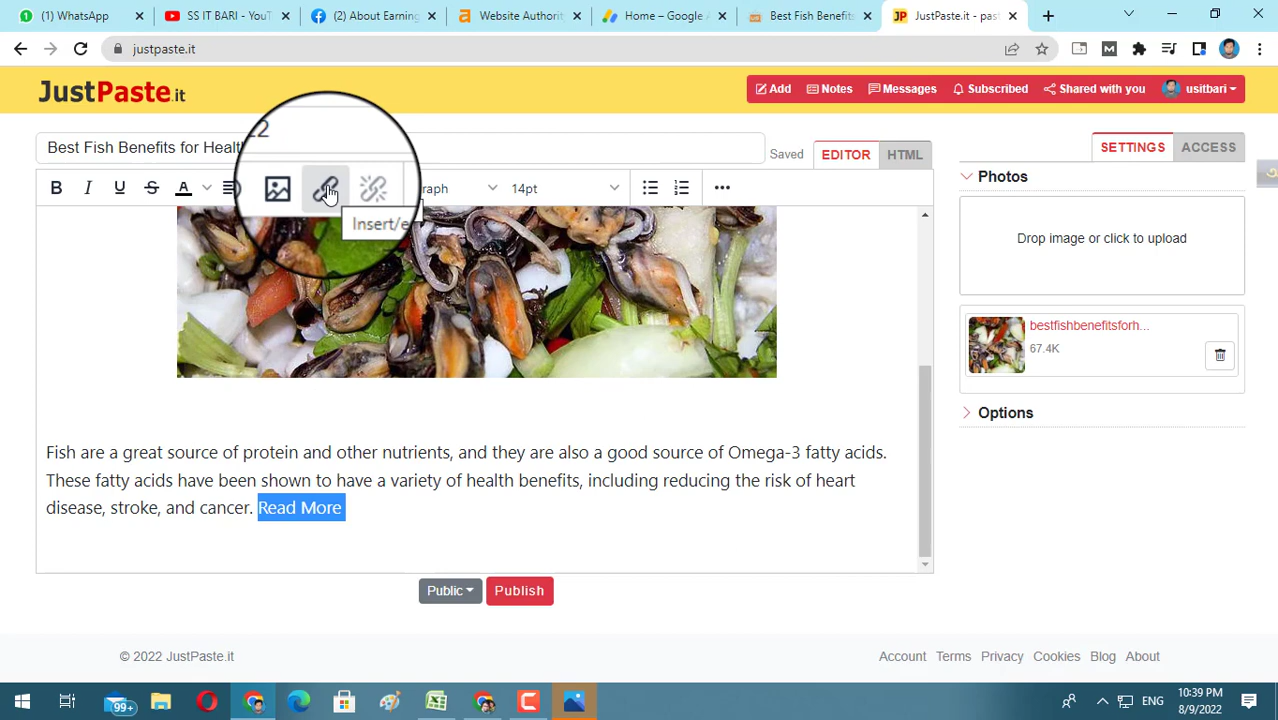 (1) WhatsApp
SS IT BARI - YouT
(2) About Earning
Website Authority
Home – Google A
Best Fish Benefits
JustPaste.it - past
justpaste.it
JustPaste.it
Add
Notes
Messages
Subscribed
Shared with you
usitbari
22
Best Fish Benefits for Healt
Saved
EDITOR
HTML
SETTINGS
ACCESS
B I U S A
raph
14pt
Insert/e
Photos
Drop image or click to upload
bestfishbenefitsforh...
67.4K
Options
Fish are a great source of protein and other nutrients, and they are also a good source of Omega-3 fatty acids.
These fatty acids have been shown to have a variety of health benefits, including reducing the risk of heart
disease, stroke, and cancer. Read More
Public
Publish
© 2022 JustPaste.it
Account
Terms
Privacy
Cookies
Blog
About
99+
ENG
10:39 PM
8/9/2022